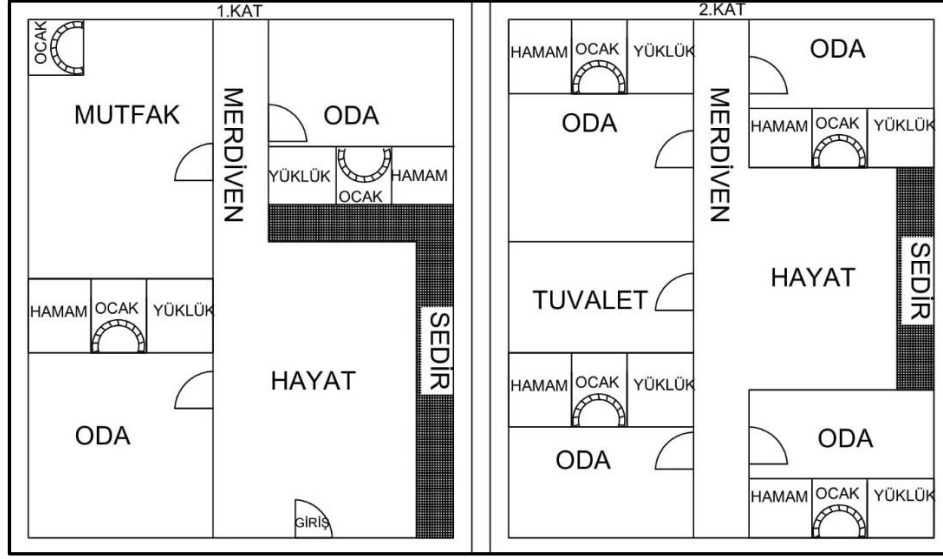 1.KAT
OCAK
MUTFAK
MERDİVEN
ODA
YÜKLÜK
OCAK
HAMAM
HAMAM
OCAK
YÜKLÜK
SEDİR
HAYAT
ODA
GİRİŞ
2.KAT
HAMAM
OCAK
YÜKLÜK
ODA
MERDİVEN
ODA
HAMAM
OCAK
YÜKLÜK
TUVALET
HAYAT
SEDİR
HAMAM
OCAK
YÜKLÜK
ODA
ODA
HAMAM
OCAK
YÜKLÜK